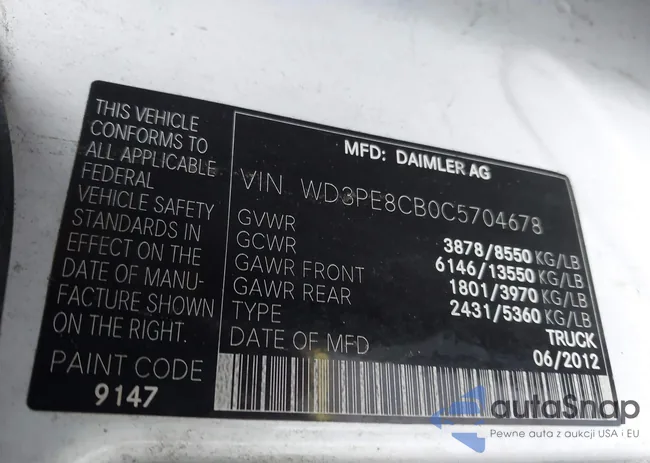 THIS VEHICLE
CONFORMS TO
ALL APPLICABLE
FEDERAL
VEHICLE SAFETY
STANDARDS IN
EFFECT ON THE
DATE OF MANU-
FACTURE SHOWN
ON THE RIGHT.
PAINT CODE
9147
MFD: DAIMLER AG
VIN WD3PE8CB0C5704678
GVWR 3878/8550 KG/LB
GCWR 6146/13550 KG/LB
GAWR FRONT 1801/3970 KG/LB
GAWR REAR 2431/5360 KG/LB
TYPE TRUCK
DATE OF MFD 06/2012
autoSnap
Pewne auta z aukcji USA i EU